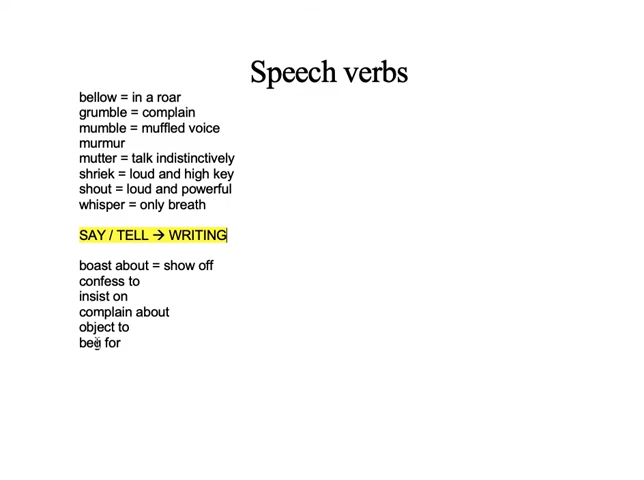 Speech verbs
bellow = in a roar
grumble = complain
mumble = muffled voice
murmur
mutter = talk indistinctively
shriek = loud and high key
shout = loud and powerful
whisper = only breath
SAY / TELL → WRITING
boast about = show off
confess to
insist on
complain about
object to
beg for